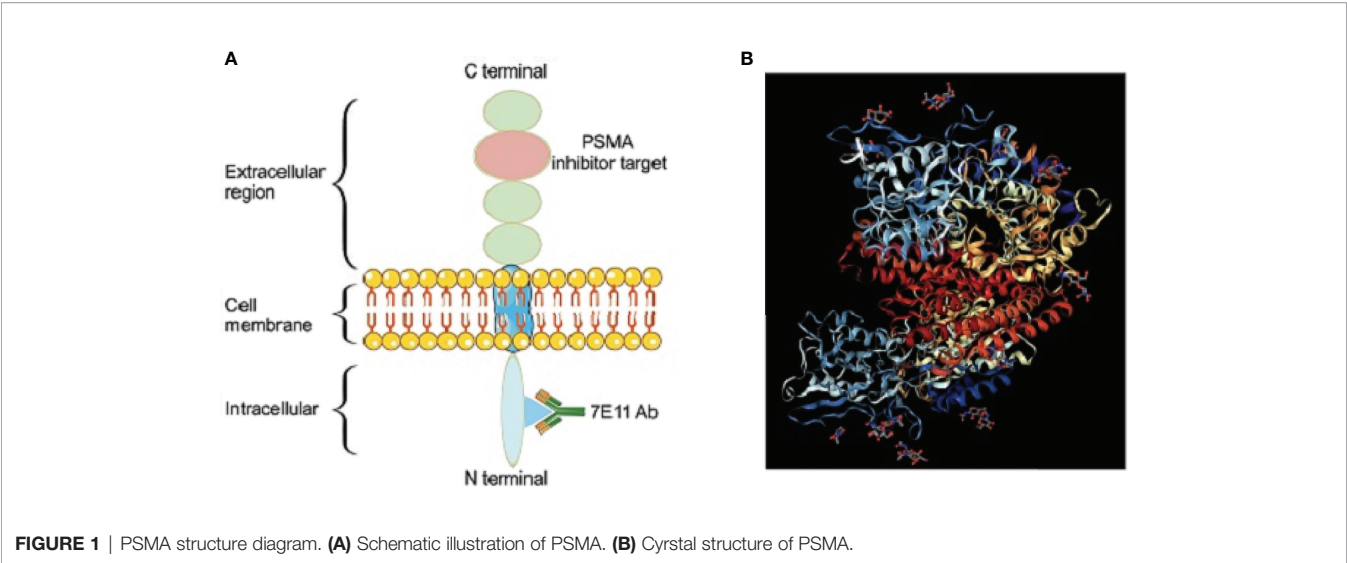 A
C terminal
Extracellular
region
PSMA
inhibitor target
Cell
membrane
Intracellular
7E11 Ab
N terminal
B
FIGURE 1 | PSMA structure diagram. (A) Schematic illustration of PSMA. (B) Cyrstal structure of PSMA.